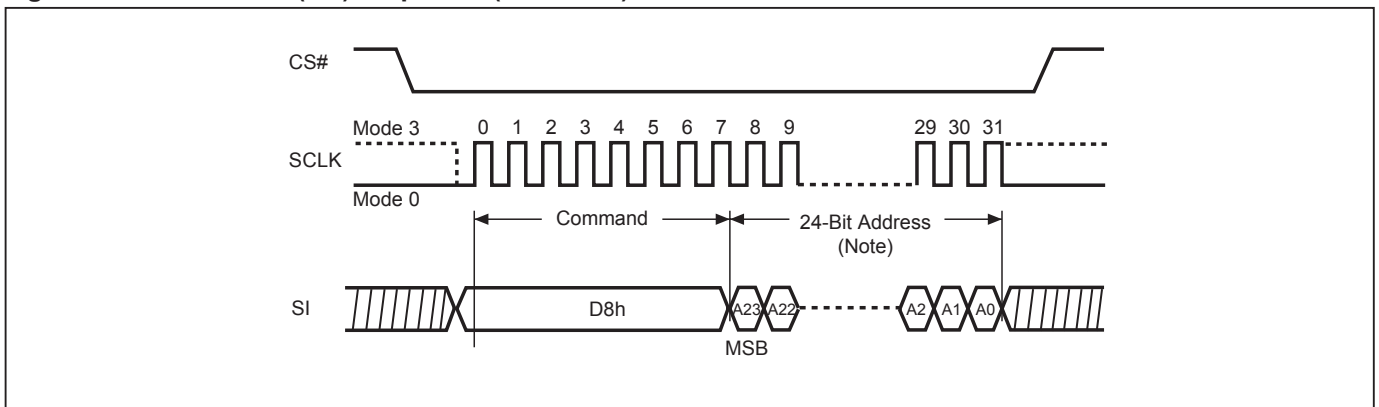 CS#
Mode 3
0 1 2 3 4 5 6 7 8 9 29 30 31
SCLK
Mode 0
Command
24-Bit Address
(Note)
SI
D8h
A23 A22 A2 A1 A0
MSB